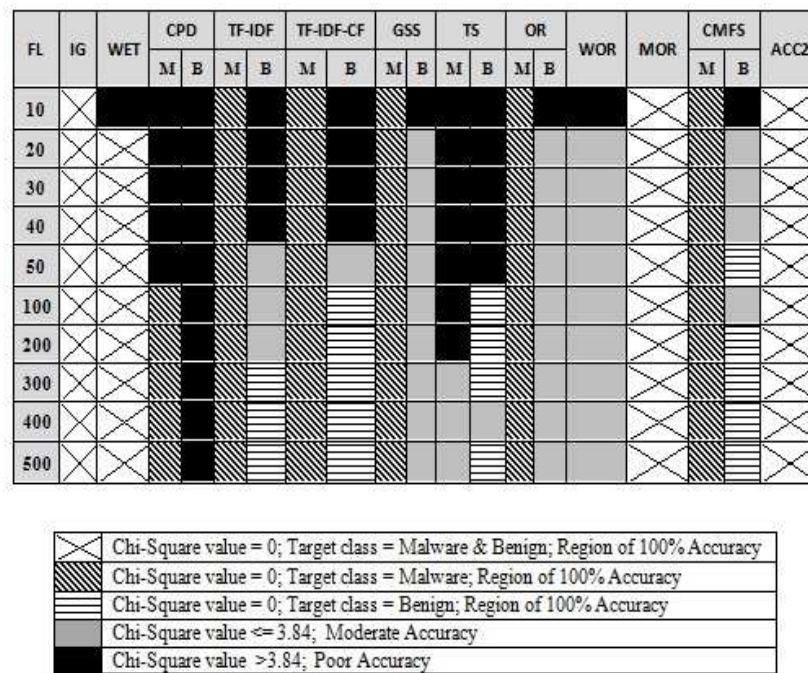 FL IG WET CPD TF-IDF TF-IDF-CF GSS TS OR WOR MOR CMFS ACC2
M B M B M B M B M B M B M B
10
20
30
40
50
100
200
300
400
500
Chi-Square value = 0; Target class = Malware & Benign; Region of 100% Accuracy
Chi-Square value = 0; Target class = Malware; Region of 100% Accuracy
Chi-Square value = 0; Target class = Benign; Region of 100% Accuracy
Chi-Square value <= 3.84; Moderate Accuracy
Chi-Square value >3.84; Poor Accuracy